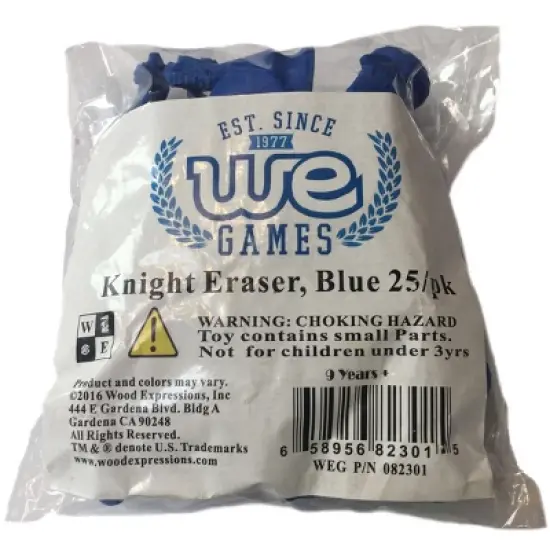 EST. SINCE
1977
we
GAMES
Knight Eraser, Blue 25/pk
W
& E
WARNING: CHOKING HAZARD
Toy contains small Parts.
Not for children under 3yrs
9 Years +
Product and colors may vary.
©2016 Wood Expressions, Inc
444 E Gardena Blvd. Bldg A
Gardena CA 90248
All Rights Reserved.
TM & ® denote U.S. Trademarks
www.woodexpressions.com
6 58956 82301 5
WEG P/N 082301